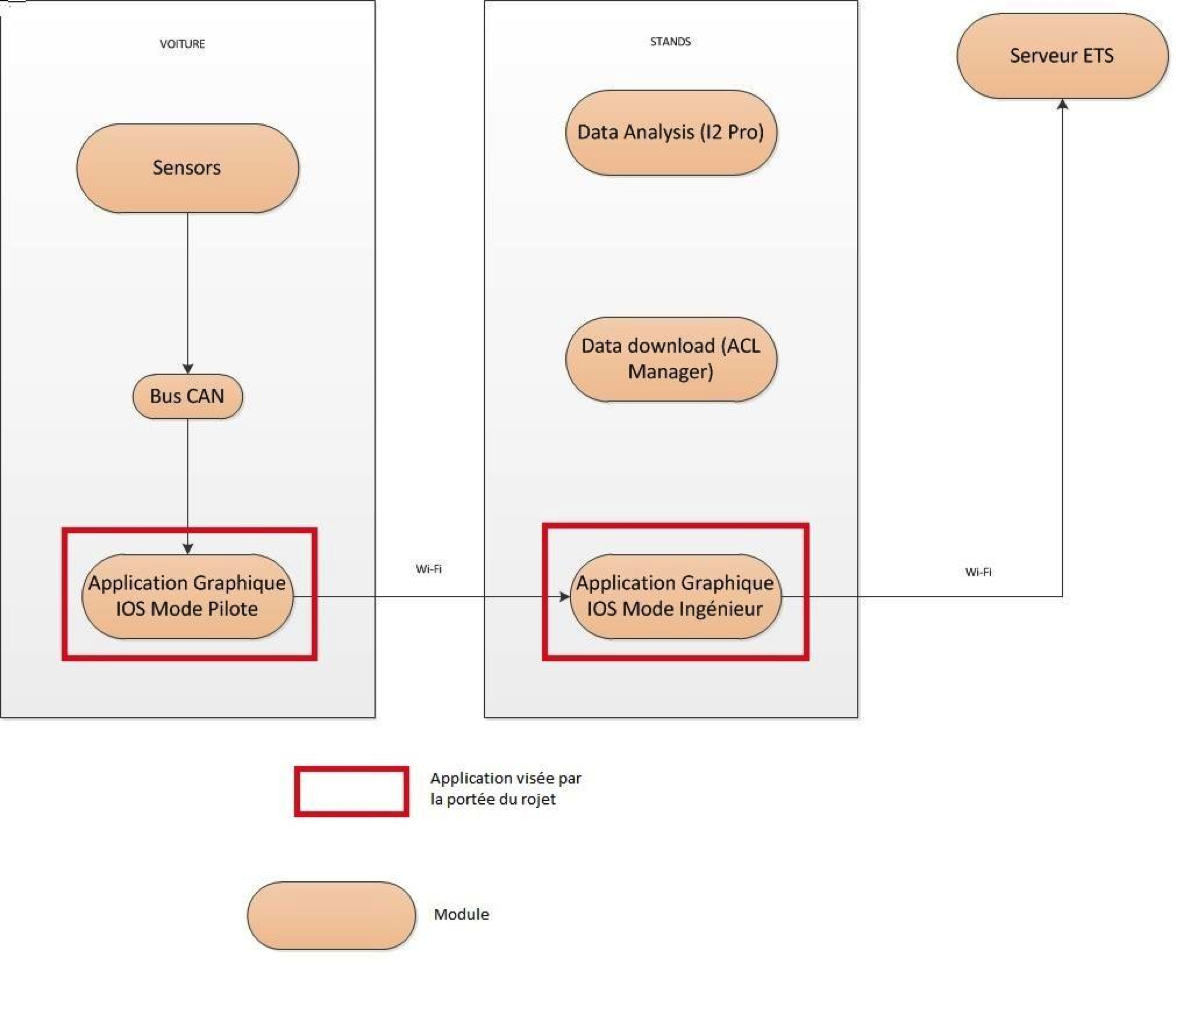 VOITURE
Sensors
Bus CAN
Application Graphique
IOS Mode Pilote
Wi-Fi
STANDS
Data Analysis (I2 Pro)
Data download (ACL
Manager)
Application Graphique
IOS Mode Ingénieur
Wi-Fi
Serveur ETS
Application visée par
la portée du rojet
Module